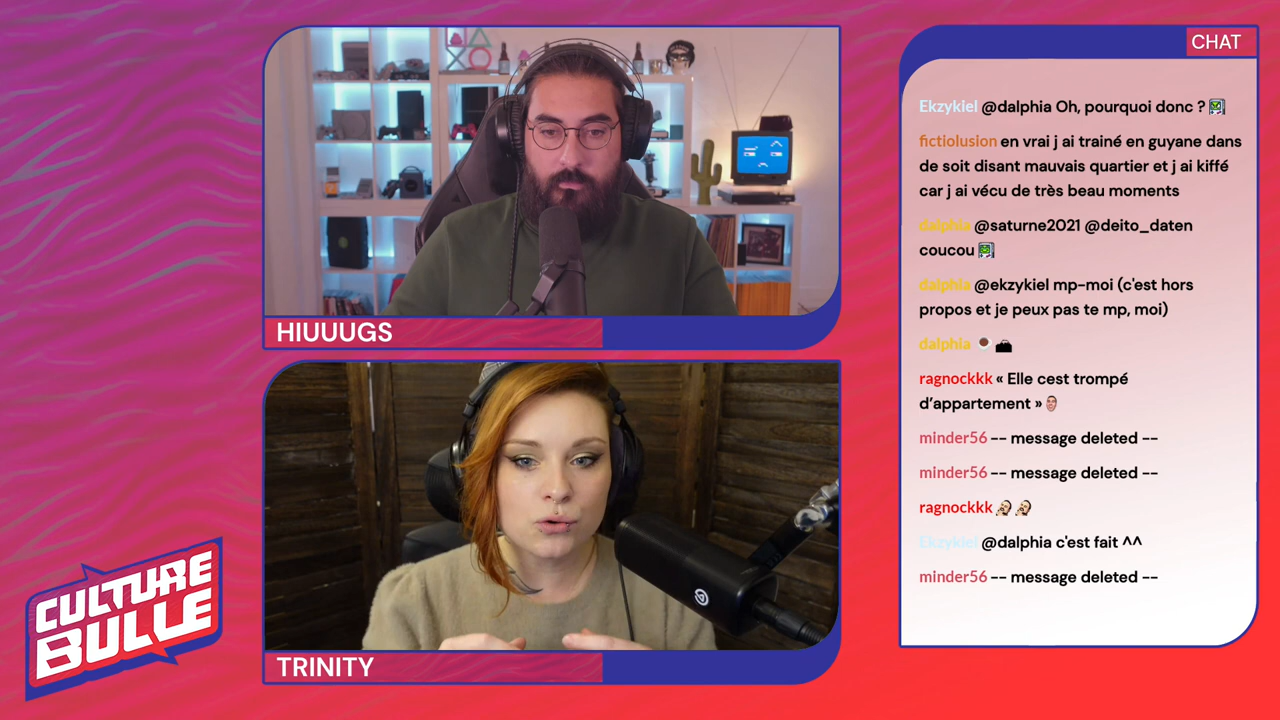 CHAT
Ekzykiel @dalphia Oh, pourquoi donc ?
fictiolusion en vrai j ai trainé en guyane dans
de soit disant mauvais quartier et j ai kiffé
car j ai vécu de très beau moments
dalphia @saturne2021 @deito_daten
coucou
dalphia @ekzykiel mp-moi (c'est hors
propos et je peux pas te mp, moi)
dalphia
ragnockkk « Elle cest trompé
d’appartement »
minder56 -- message deleted --
minder56 -- message deleted --
ragnockkk
Ekzykiel @dalphia c'est fait ^^
minder56 -- message deleted --
HIUUUGS
TRINITY
CULTURE
BULLE